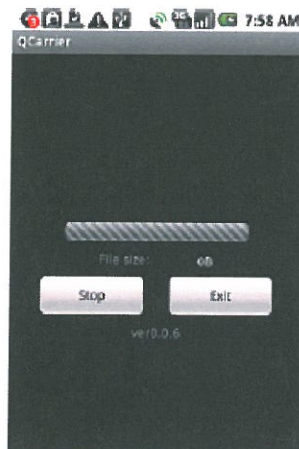 7:58 AM
QCarrier
File size: 0B
Stop Exit
ver0.0.6